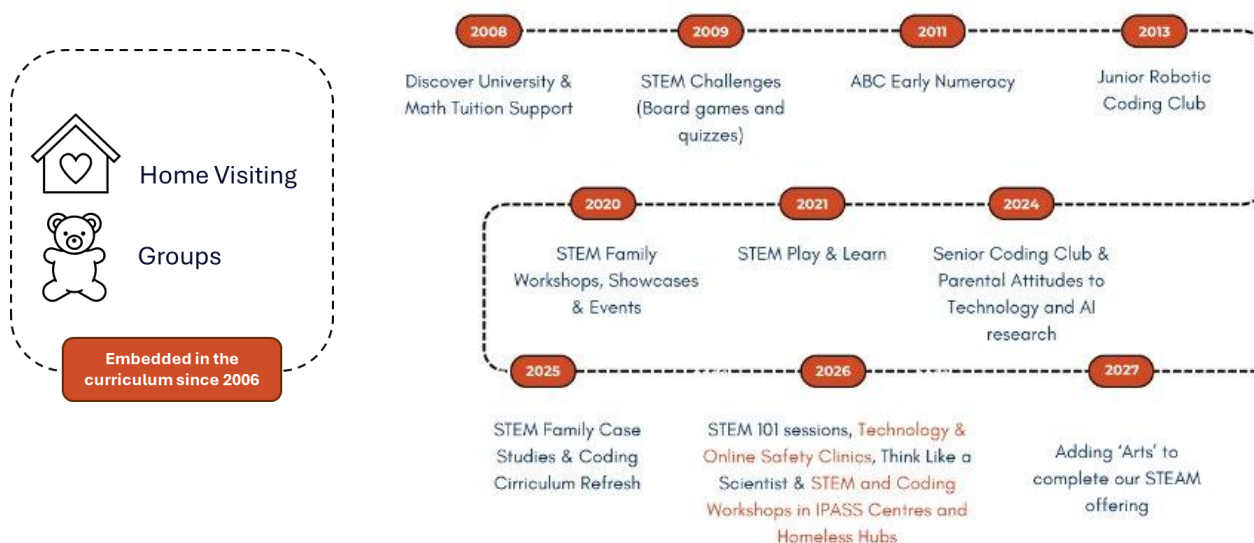 Home Visiting
Groups
Embedded in the
curriculum since 2006
2008
Discover University &
Math Tuition Support
2009
STEM Challenges
(Board games and
quizzes)
2011
ABC Early Numeracy
2013
Junior Robotic
Coding Club
2020
STEM Family
Workshops, Showcases
& Events
2021
STEM Play & Learn
2024
Senior Coding Club &
Parental Attitudes to
Technology and AI
research
2025
STEM Family Case
Studies & Coding
Cirriculum Refresh
2026
STEM 101 sessions, Technology &
Online Safety Clinics, Think Like a
Scientist & STEM and Coding
Workshops in IPASS Centres and
Homeless Hubs
2027
Adding ‘Arts’ to
complete our STEAM
offering